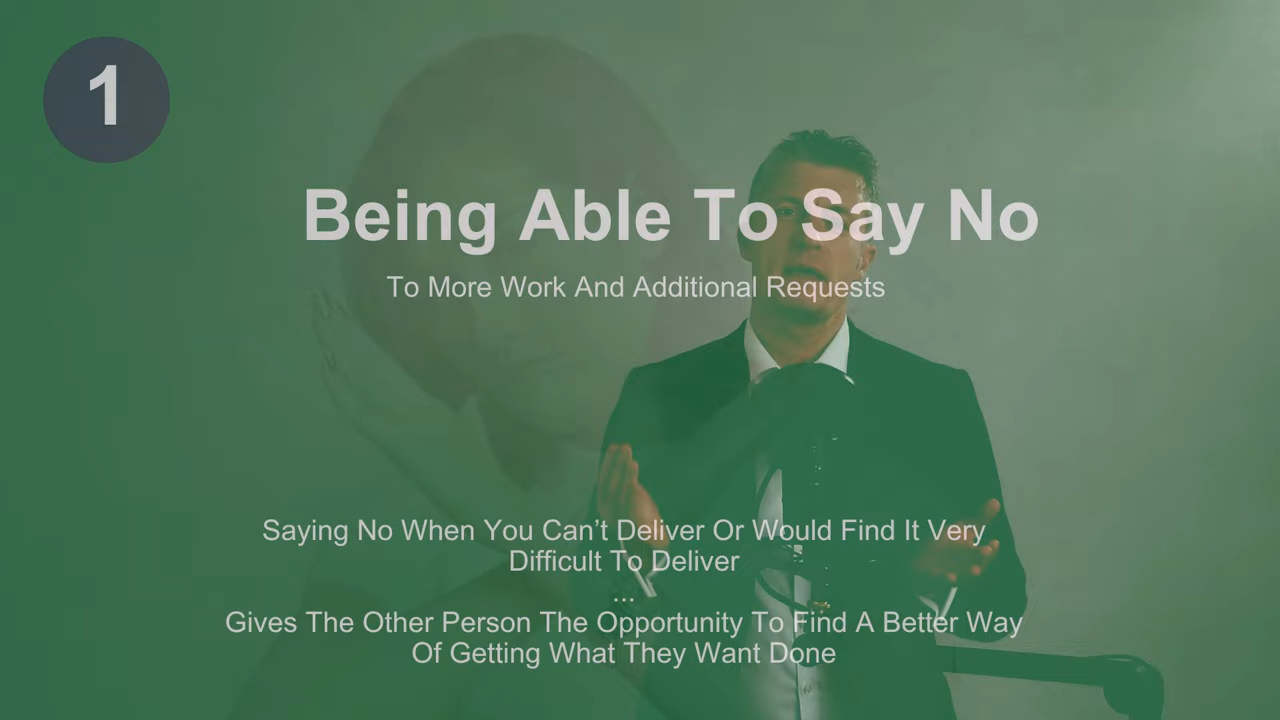 1
Being Able To Say No
To More Work And Additional Requests
Saying No When You Can’t Deliver Or Would Find It Very
Difficult To Deliver
...
Gives The Other Person The Opportunity To Find A Better Way
Of Getting What They Want Done